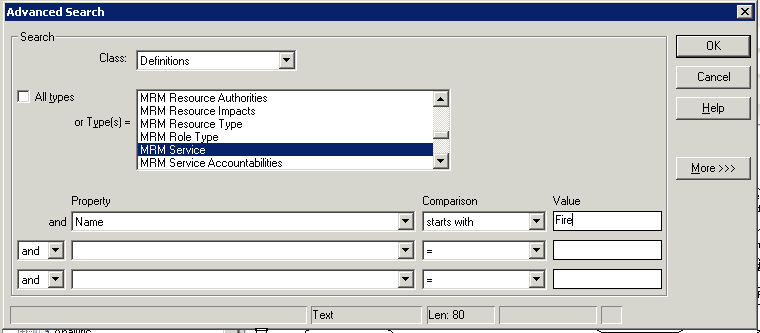 Advanced Search
Search
Class: Definitions
All types
or Type(s) =
MRM Resource Authorities
MRM Resource Impacts
MRM Resource Type
MRM Role Type
MRM Service
MRM Service Accountabilities
OK
Cancel
Help
More >>>
Property Comparison Value
and Name starts with Fire
and =
and =
Text Len: 80